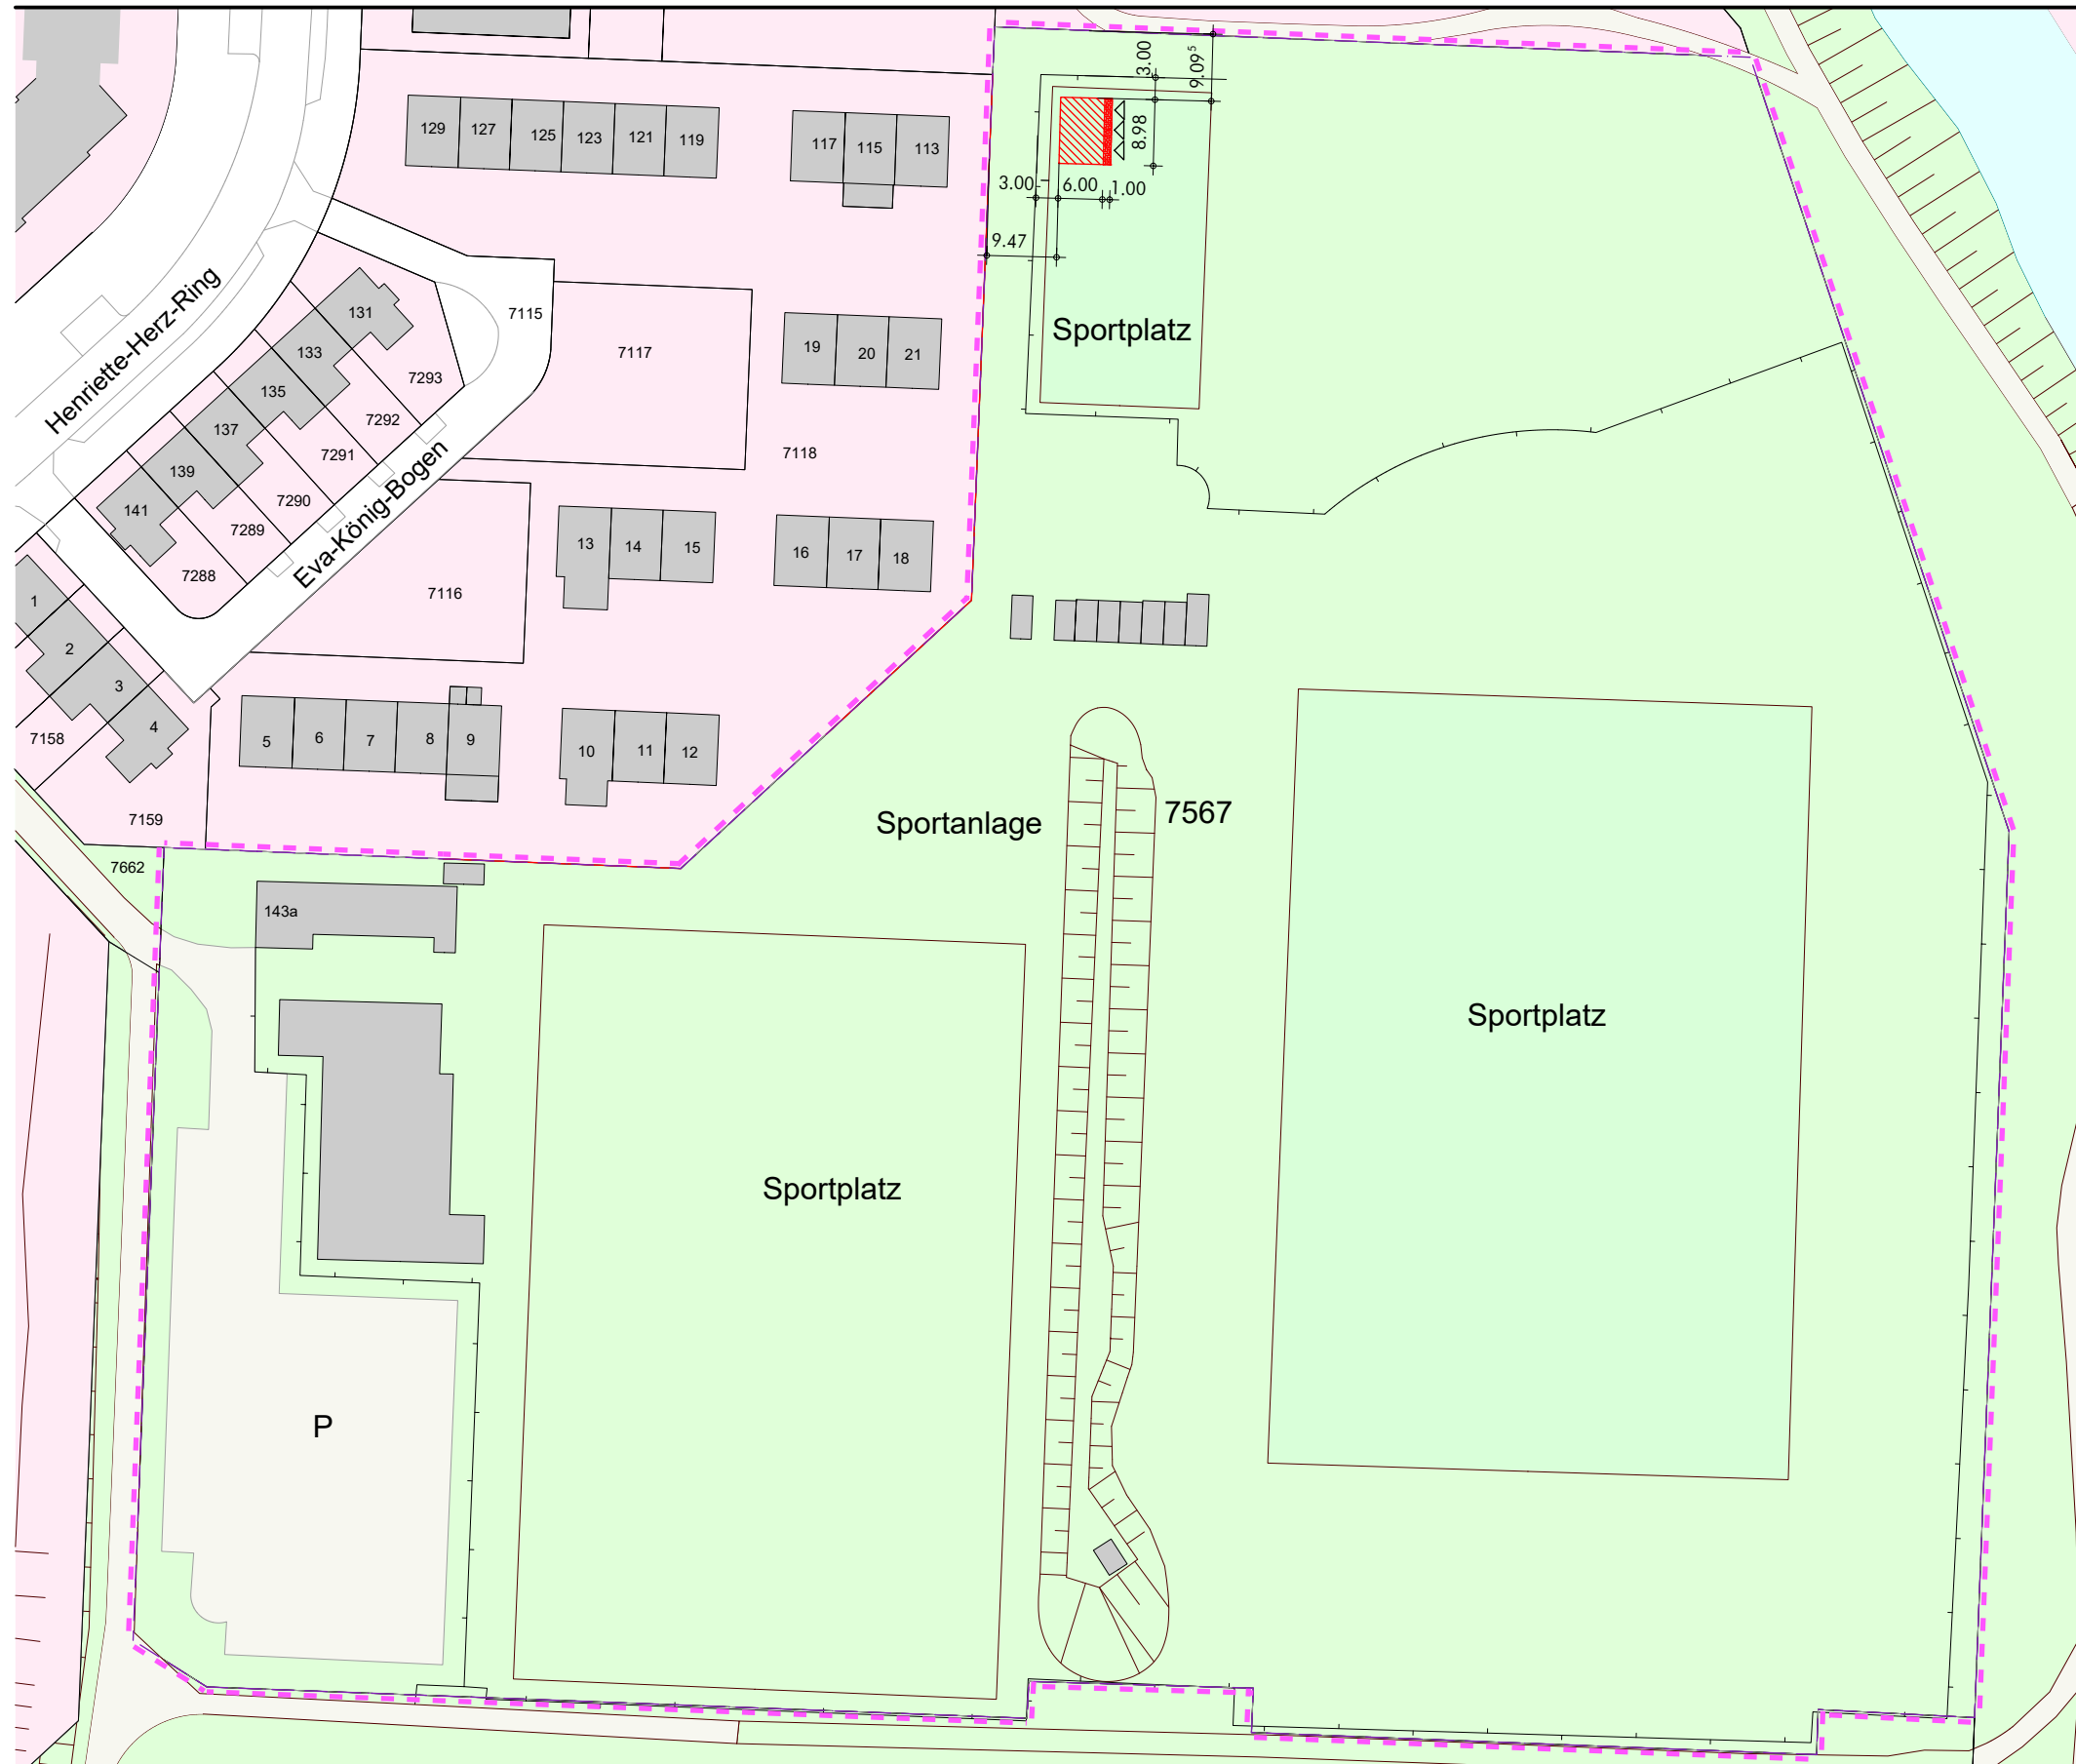 3.00
9.09⁵
129 127 125 123 121 119
117 115 113
8.98
3.00 6.00 1.00
9.47
Henriette-Herz-Ring
131
7115
133
7117
19 20 21
Sportplatz
135
7293
137
7292
139
7291
7118
141
7290
7289
Eva-König-Bogen
7288
13 14 15
16 17 18
1
7116
2
3
4
7158
5 6 7 8 9
10 11 12
7159
Sportanlage
7567
7662
143a
Sportplatz
Sportplatz
P